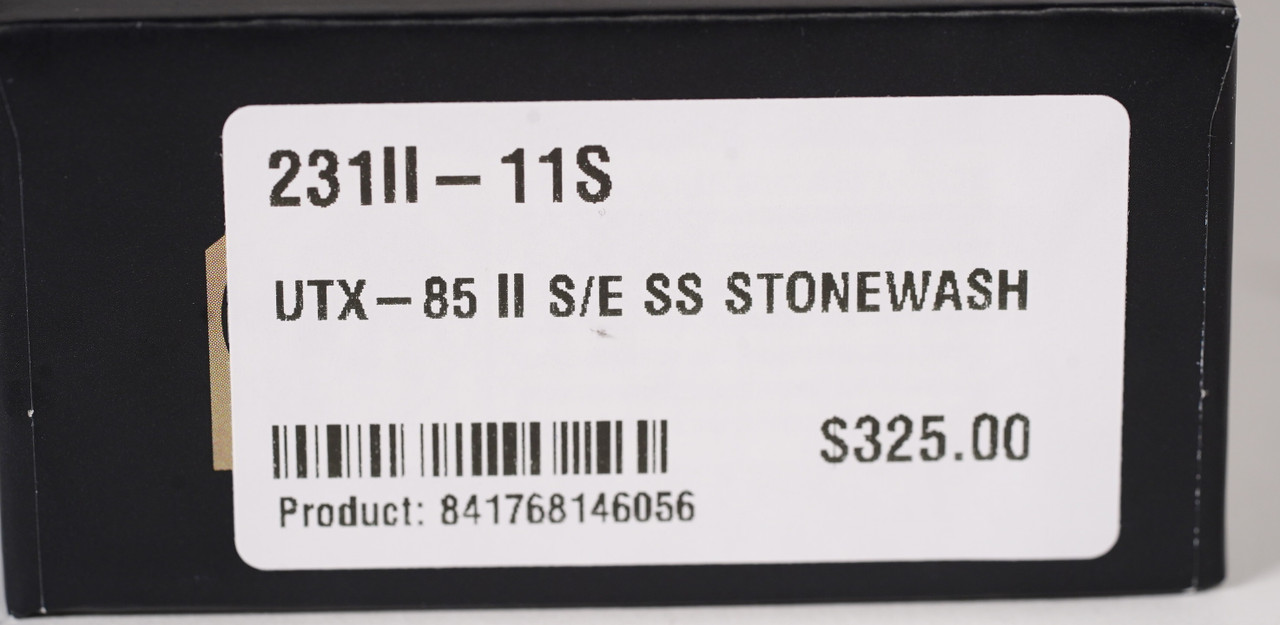 231II-11S
UTX-85 II S/E SS STONEWASH
$325.00
Product: 841768146056